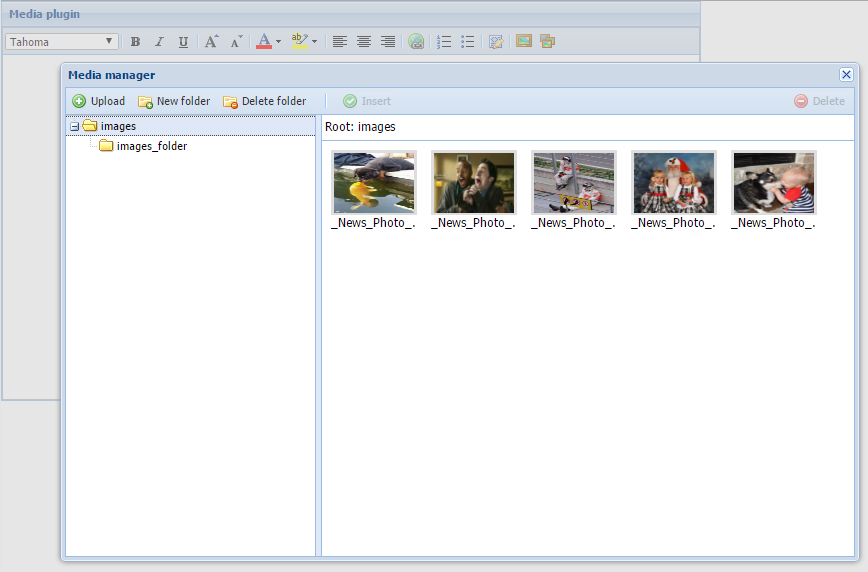 Media plugin
Tahoma B I U A A A ab
Media manager
Upload New folder Delete folder Insert Delete
images
images_folder
Root: images
_News_Photo_. _News_Photo_. _News_Photo_. _News_Photo_. _News_Photo_.